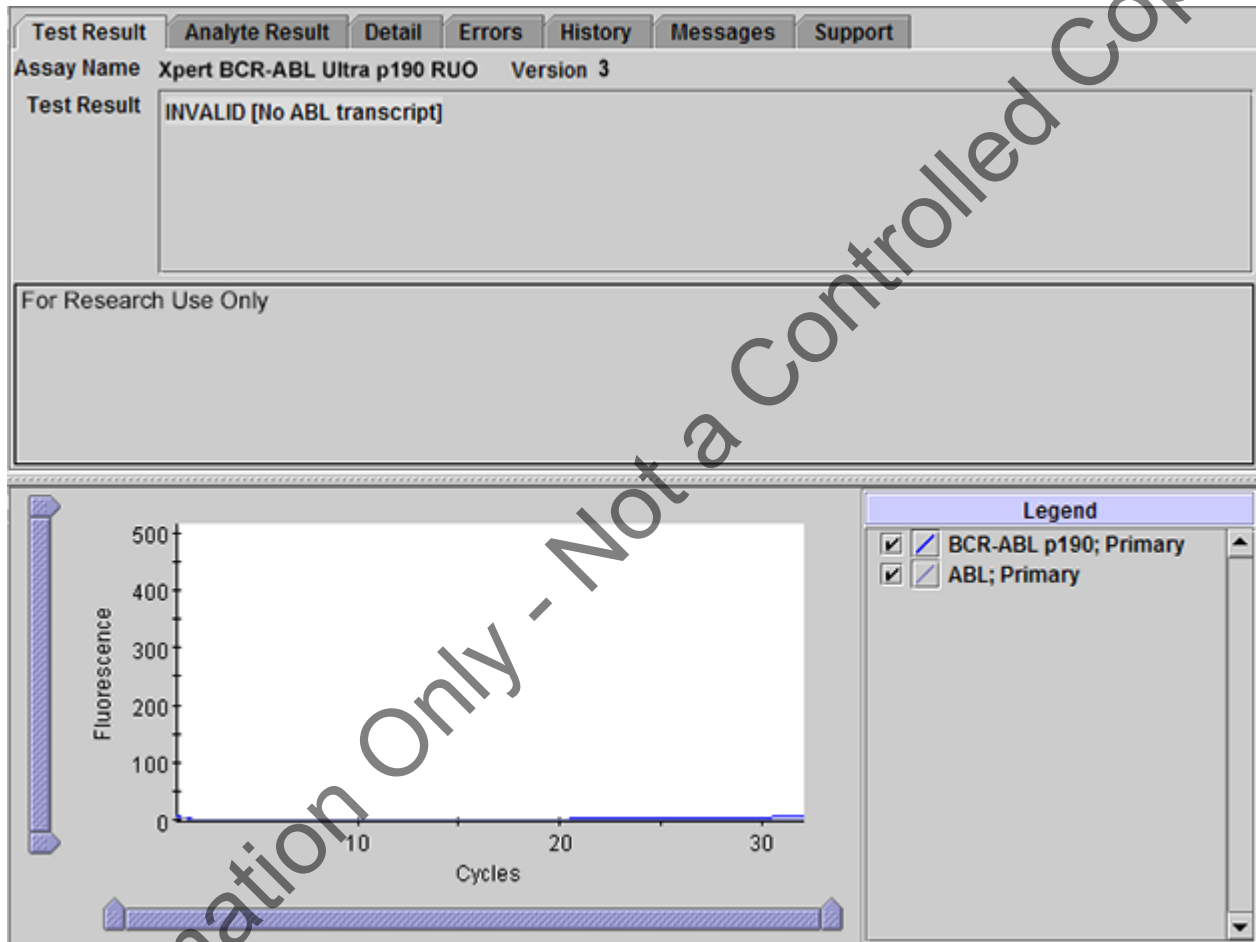 Test Result Analyte Result Detail Errors History Messages Support
Assay Name Xpert BCR-ABL Ultra p190 RUO Version 3
Test Result INVALID [No ABL transcript]
For Research Use Only
Legend
BCR-ABL p190; Primary
ABL; Primary
500
400
300
200
100
0
Fluorescence
10 20 30
Cycles
mation Only - Not a Controlled Cop